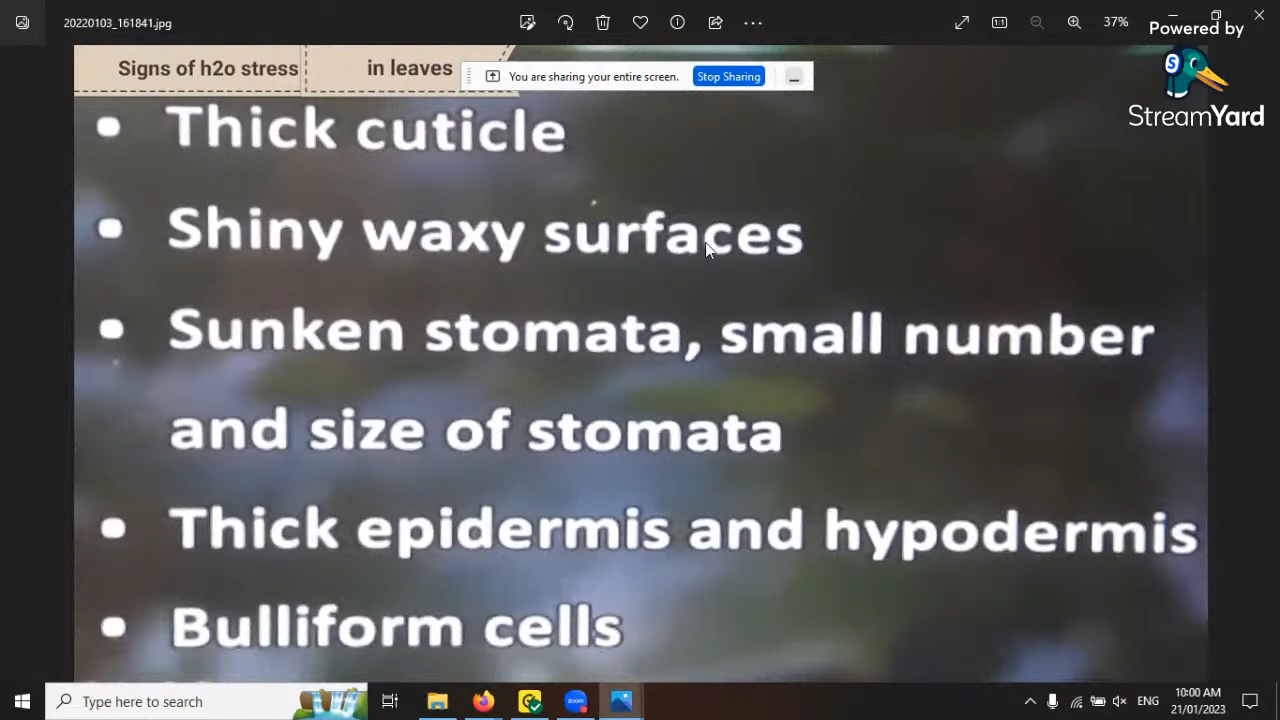 20220103_161841.jpg
37%
Powered by
StreamYard
Signs of h2o stress in leaves
You are sharing your entire screen. Stop Sharing
• Thick cuticle
• Shiny waxy surfaces
• Sunken stomata, small number
and size of stomata
• Thick epidermis and hypodermis
• Bulliform cells
Type here to search
zoom
ENG
10:00 AM
21/01/2023